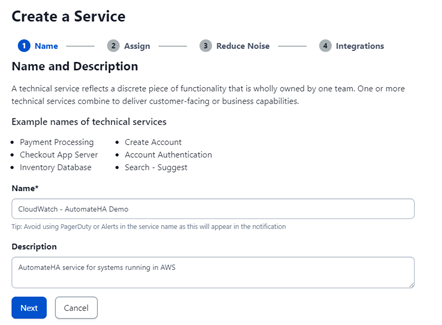 Create a Service
1 Name 2 Assign 3 Reduce Noise 4 Integrations
Name and Description
A technical service reflects a discrete piece of functionality that is wholly owned by one team. One or more
technical services combine to deliver customer-facing or business capabilities.
Example names of technical services
• Payment Processing • Create Account
• Checkout App Server • Account Authentication
• Inventory Database • Search - Suggest
Name*
CloudWatch - AutomateHA Demo
Tip: Avoid using PagerDuty or Alerts in the service name as this will appear in the notification
Description
AutomateHA service for systems running in AWS
Next Cancel